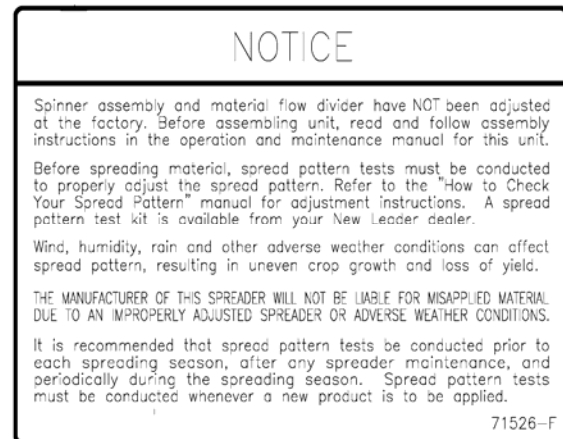 NOTICE
Spinner assembly and material flow divider have NOT been adjusted
at the factory. Before assembling unit, read and follow assembly
instructions in the operation and maintenance manual for this unit.
Before spreading material, spread pattern tests must be conducted
to properly adjust the spread pattern. Refer to the "How to Check
Your Spread Pattern" manual for adjustment instructions. A spread
pattern test kit is available from your New Leader dealer.
Wind, humidity, rain and other adverse weather conditions can affect
spread pattern, resulting in uneven crop growth and loss of yield.
THE MANUFACTURER OF THIS SPREADER WILL NOT BE LIABLE FOR MISAPPLIED MATERIAL
DUE TO AN IMPROPERLY ADJUSTED SPREADER OR ADVERSE WEATHER CONDITIONS.
It is recommended that spread pattern tests be conducted prior to
each spreading season, after any spreader maintenance, and
periodically during the spreading season. Spread pattern tests
must be conducted whenever a new product is to be applied.
71526-F